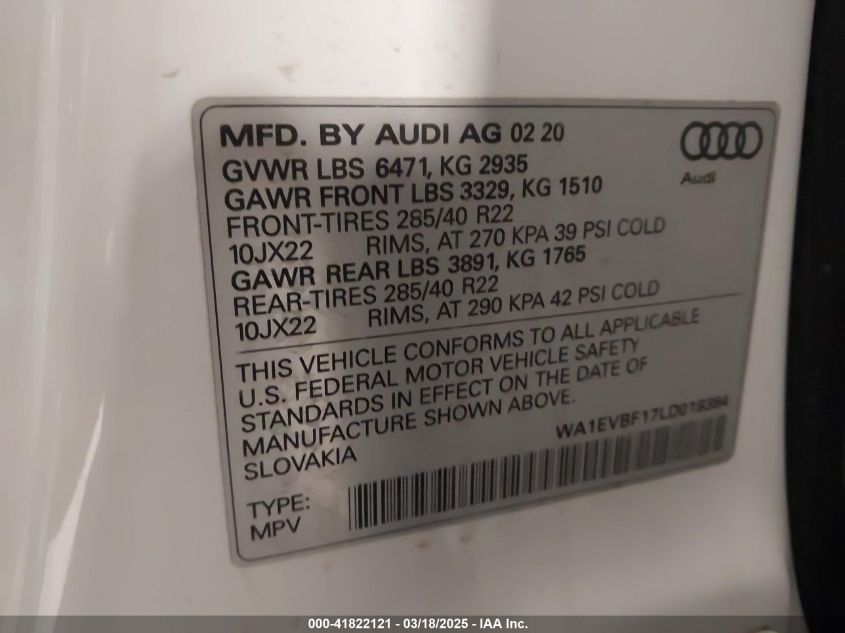 MFD. BY AUDI AG 02 20
Audi
GVWR LBS 6471, KG 2935
GAWR FRONT LBS 3329, KG 1510
FRONT-TIRES 285/40 R22
10JX22 RIMS, AT 270 KPA 39 PSI COLD
GAWR REAR LBS 3891, KG 1765
REAR-TIRES 285/40 R22
10JX22 RIMS, AT 290 KPA 42 PSI COLD
THIS VEHICLE CONFORMS TO ALL APPLICABLE
U.S. FEDERAL MOTOR VEHICLE SAFETY
STANDARDS IN EFFECT ON THE DATE OF
MANUFACTURE SHOWN ABOVE.
SLOVAKIA
WA1EVBF17LD019384
TYPE:
MPV
000-41822121 - 03/18/2025 - IAA Inc.